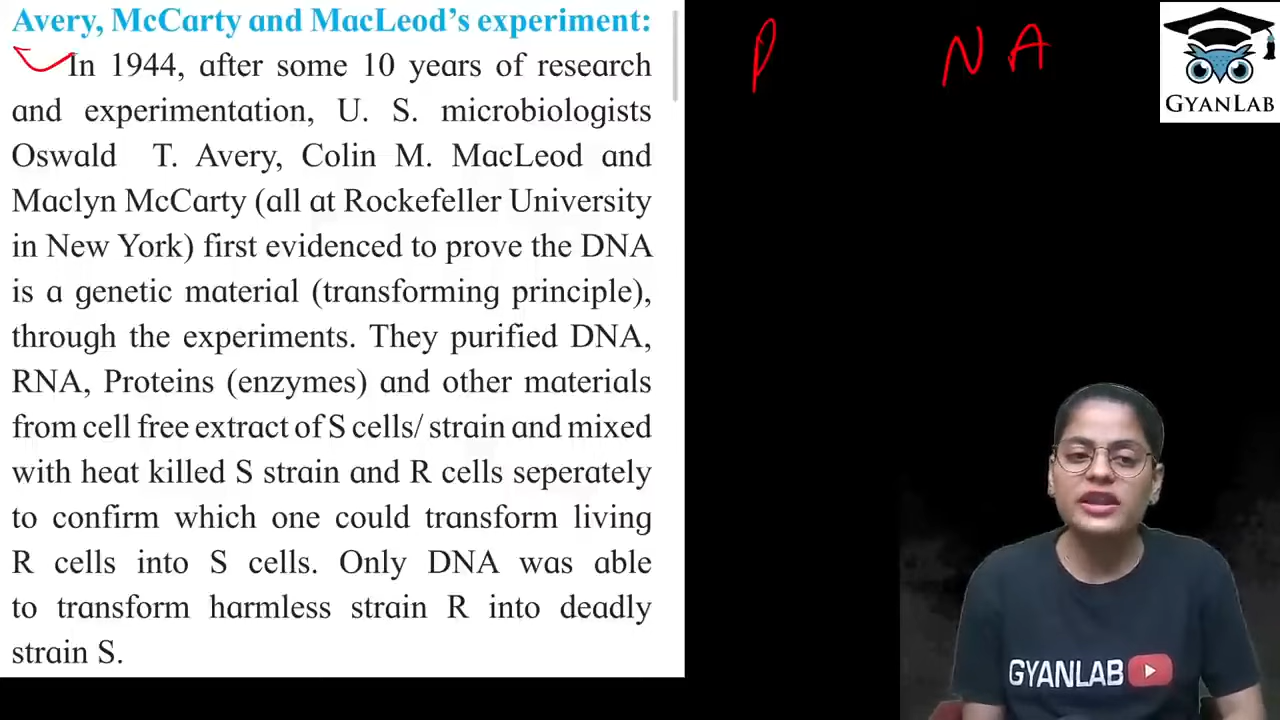 Avery, McCarty and MacLeod's experiment:
In 1944, after some 10 years of research
and experimentation, U. S. microbiologists
Oswald T. Avery, Colin M. MacLeod and
Maclyn McCarty (all at Rockefeller University
in New York) first evidenced to prove the DNA
is a genetic material (transforming principle),
through the experiments. They purified DNA,
RNA, Proteins (enzymes) and other materials
from cell free extract of S cells/ strain and mixed
with heat killed S strain and R cells seperately
to confirm which one could transform living
R cells into S cells. Only DNA was able
to transform harmless strain R into deadly
strain S.
P NA
GYANLAB
GYANLAB